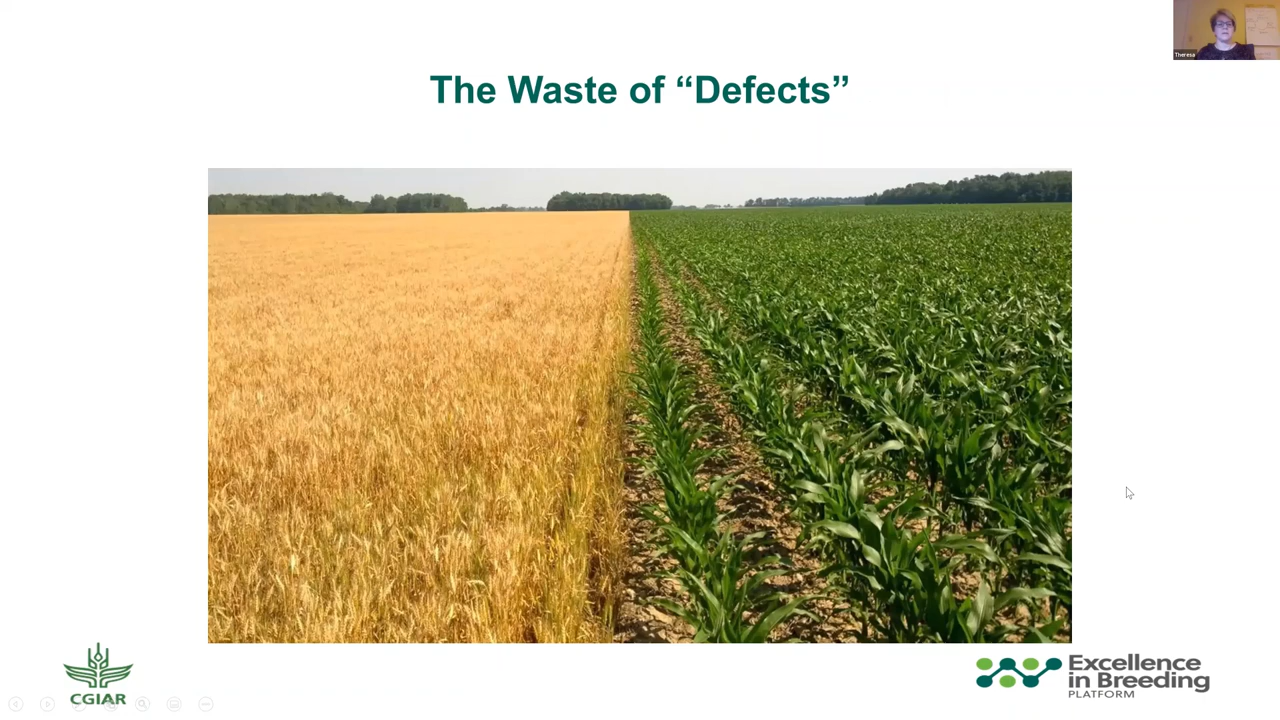 Theresa
The Waste of “Defects”
CGIAR
Excellence
in Breeding
PLATFORM